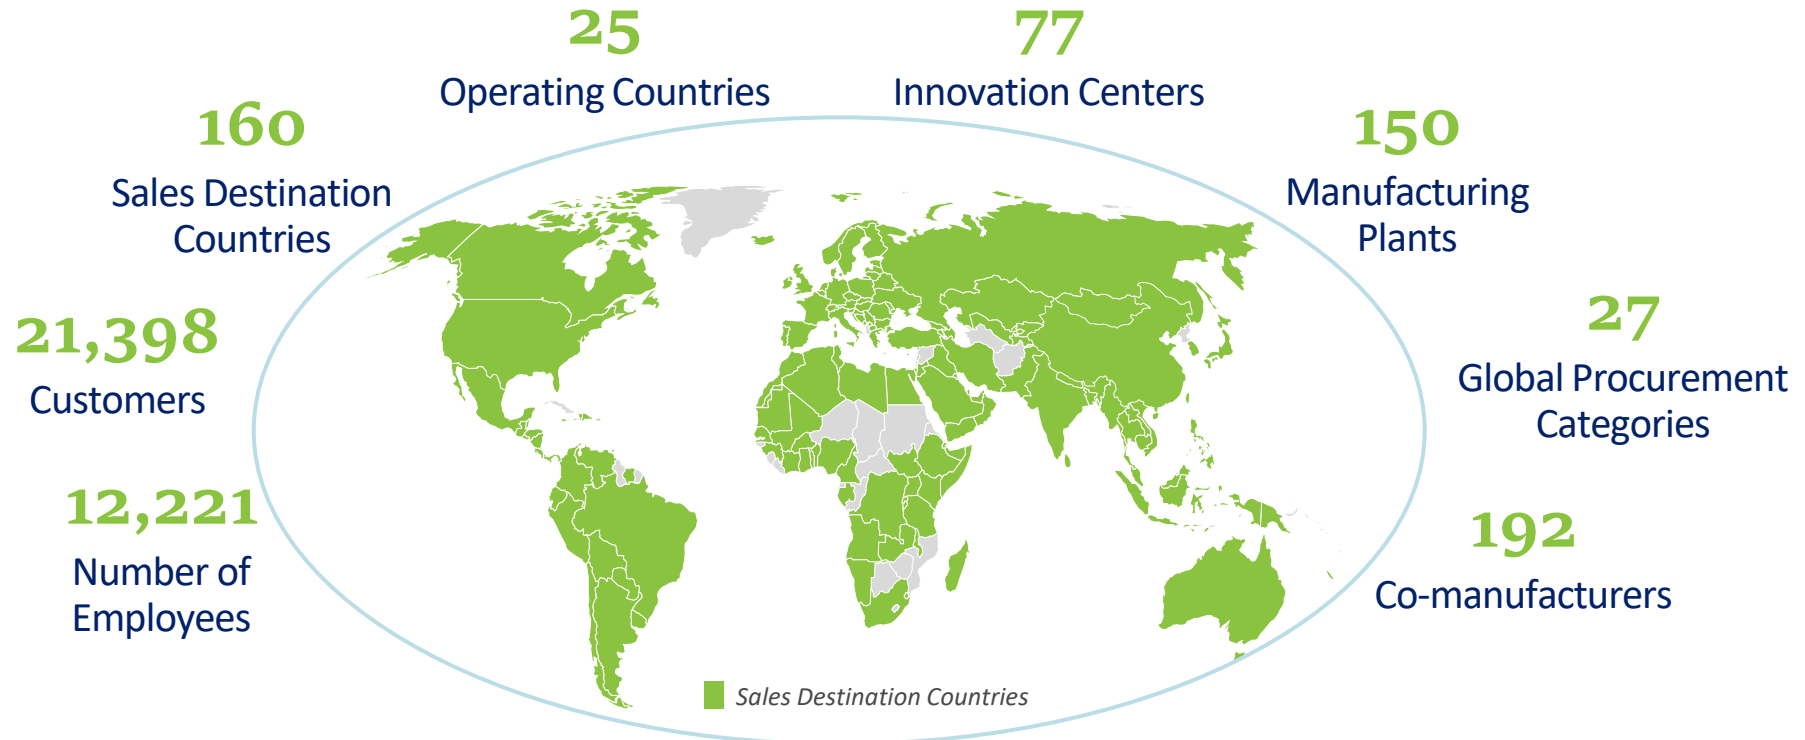 25
Operating Countries
77
Innovation Centers
160
Sales Destination
Countries
150
Manufacturing
Plants
21,398
Customers
27
Global Procurement
Categories
12,221
Number of
Employees
192
Co-manufacturers
Sales Destination Countries